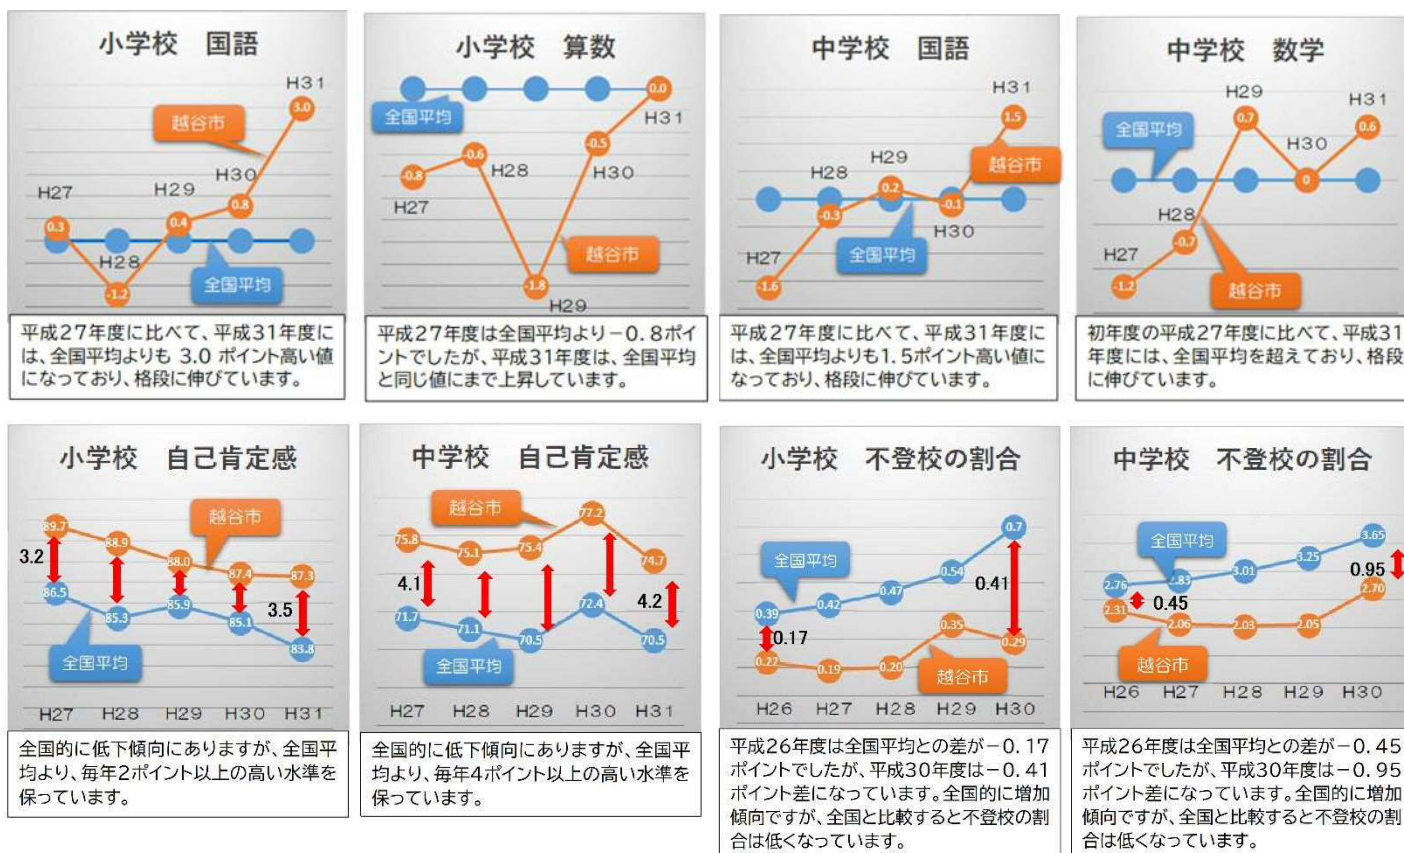 小学校　国語
H31
3.0
越谷市
H30
H29
H27
0.8
0.4
0.3
H28
全国平均
-1.2
平成27年度に比べて、平成31年度に
は、全国平均よりも 3.0 ポイント高い値
になっており、格段に伸びています。
小学校　算数
0.0
全国平均
H31
-0.5
-0.6
H28
H30
-0.8
H27
越谷市
-1.8
H29
平成27年度は全国平均より－0.8ポイ
ントでしたが、平成31年度は、全国平均
と同じ値にまで上昇しています。
中学校　国語
H31
1.5
H29
H28
越谷市
0.2
-0.1
-0.3
H30
H27
全国平均
-1.6
平成27年度に比べて、平成31年度に
は、全国平均よりも1.5ポイント高い値に
なっており、格段に伸びています。
中学校　数学
H29
H31
0.7
0.6
全国平均
H30
0
H28
-0.7
H27
-1.2
越谷市
初年度の平成27年度に比べて、平成31
年度には、全国平均を超えており、格段
に伸びています。
小学校　自己肯定感
越谷市
89.7
88.9
88.0
87.4
87.3
3.2
86.5
85.3
85.9
85.1
3.5
83.8
全国平均
H27 H28 H29 H30 H31
全国的に低下傾向にありますが、全国平
均より、毎年2ポイント以上の高い水準を
保っています。
中学校　自己肯定感
越谷市
77.2
75.8
75.1
75.4
74.7
4.1
4.2
71.7
71.1
70.5
72.4
70.5
全国平均
H27 H28 H29 H30 H31
全国的に低下傾向にありますが、全国平
均より、毎年4ポイント以上の高い水準を
保っています。
小学校　不登校の割合
0.7
全国平均
0.54
0.47
0.42
0.39
0.41
0.17
0.35
0.29
0.22
0.19
0.20
越谷市
H26 H27 H28 H29 H30
平成26年度は全国平均との差が－0.17
ポイントでしたが、平成30年度は－0.41
ポイント差になっています。全国的に増加
傾向ですが、全国と比較すると不登校の割
合は低くなっています。
中学校　不登校の割合
全国平均
3.65
3.25
3.01
2.83
2.76
0.95
0.45
2.70
2.31
2.06
2.03
2.05
越谷市
H26 H27 H28 H29 H30
平成26年度は全国平均との差が－0.45
ポイントでしたが、平成30年度は－0.95
ポイント差になっています。全国的に増加
傾向ですが、全国と比較すると不登校の割
合は低くなっています。